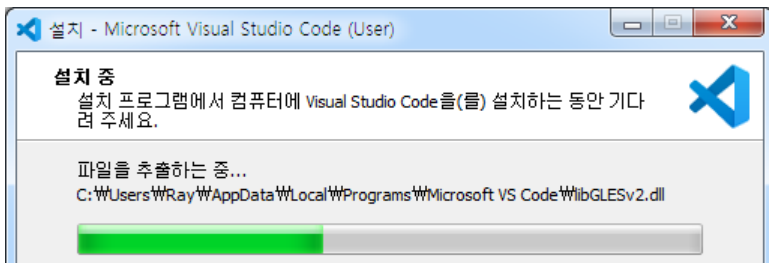 설치 - Microsoft Visual Studio Code (User)
설치 중
설치 프로그램에서 컴퓨터에 Visual Studio Code을(를) 설치하는 동안 기다
려 주세요.
파일을 추출하는 중...
C:₩Users₩Ray₩AppData₩Local₩Programs₩Microsoft VS Code₩libGLESv2.dll